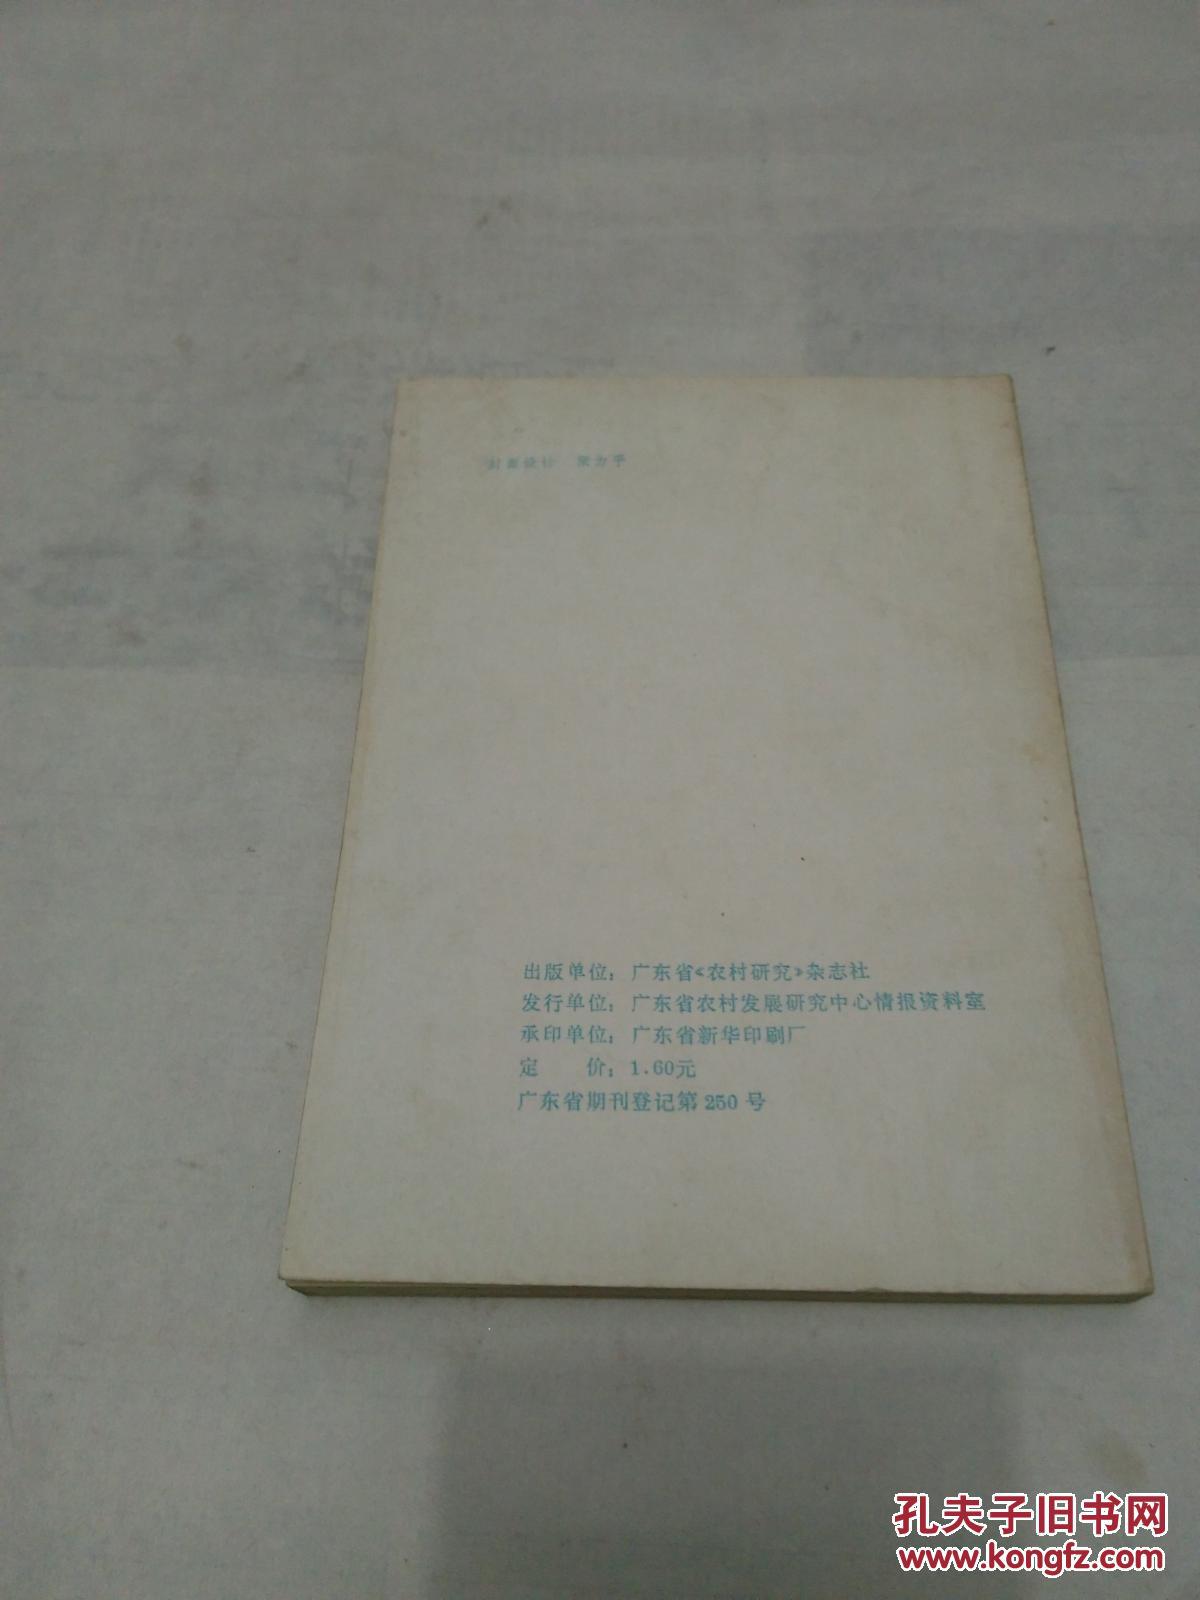 封面设计
出版单位：广东省《农村研究》杂志社
发行单位：广东省农村发展研究中心情报资料室
承印单位：广东省新华印刷厂
定　　价：1.60元
广东省期刊登记第250号
孔夫子旧书网
www.kongfz.com